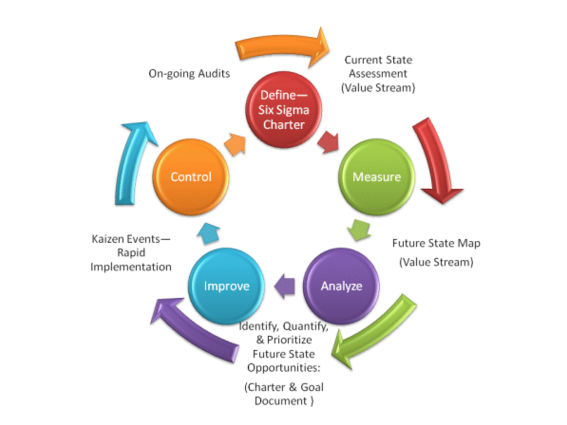 On-going Audits
Current State
Assessment
(Value Stream)
Define—
Six Sigma
Charter
Control
Measure
Kaizen Events—
Rapid
Implementation
Future State Map
(Value Stream)
Improve
Analyze
Identify, Quantify,
& Prioritize
Future State
Opportunities:
(Charter & Goal
Document )